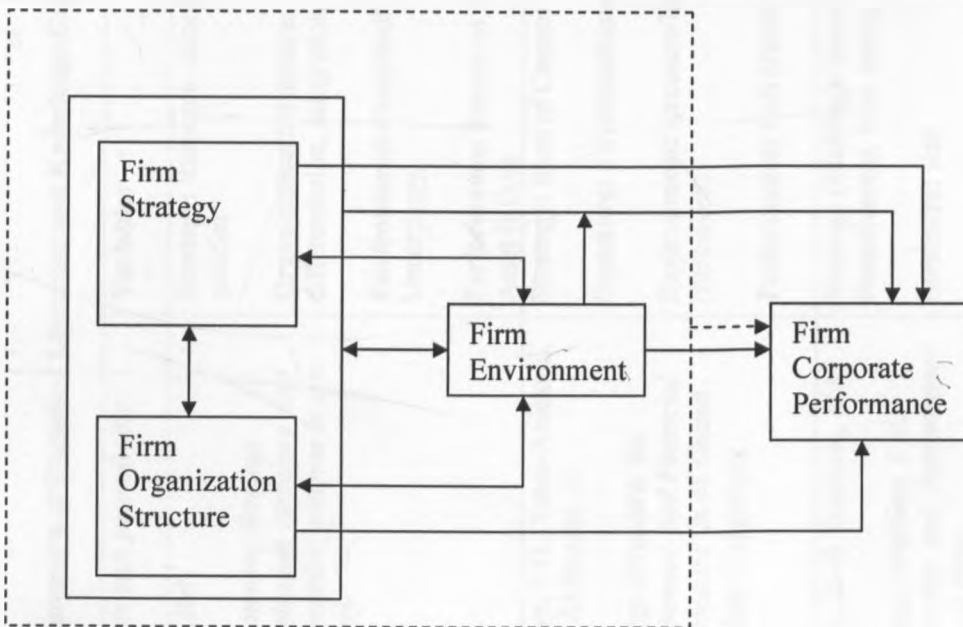 Firm
Strategy
Firm
Environment
Firm
Corporate
Performance
Firm
Organization
Structure